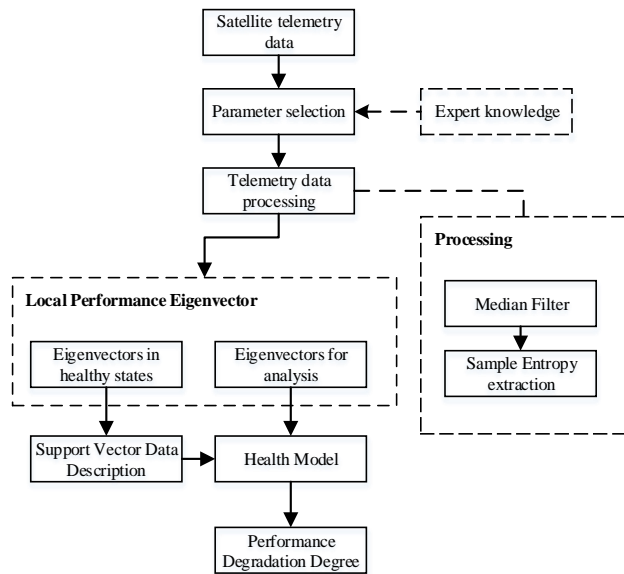 Satellite telemetry
data
Parameter selection
Expert knowledge
Telemetry data
processing
Processing
Median Filter
Sample Entropy
extraction
Local Performance Eigenvector
Eigenvectors in
healthy states
Eigenvectors for
analysis
Support Vector Data
Description
Health Model
Performance
Degradation Degree